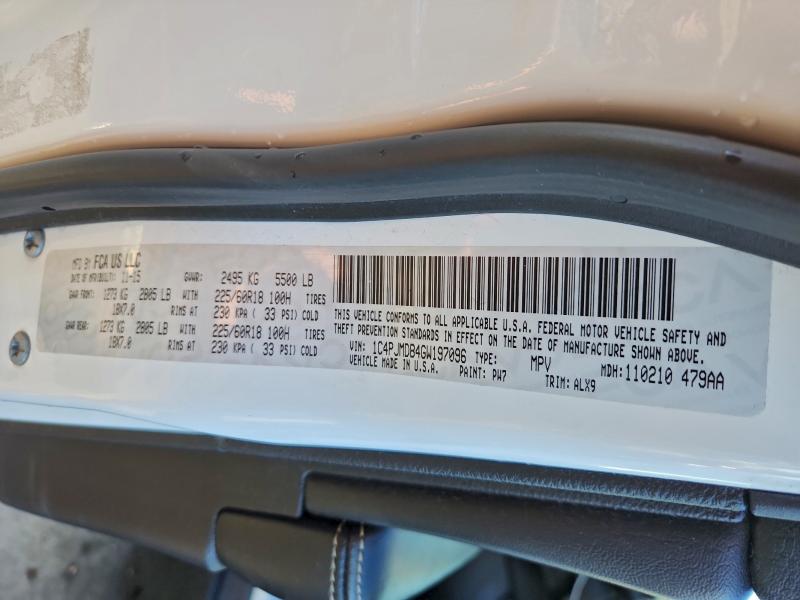 MFD BY FCA US LLC
DATE OF MFR(BUILT): 11-15 GVWR: 2495 KG 5500 LB
GAWR FRONT: 1273 KG 2805 LB WITH 225/60R18 100H TIRES
18X7.0 RIMS AT 230 KPA ( 33 PSI) COLD
GAWR REAR: 1273 KG 2805 LB WITH 225/60R18 100H TIRES
18X7.0 RIMS AT 230 KPA ( 33 PSI) COLD
THIS VEHICLE CONFORMS TO ALL APPLICABLE U.S.A. FEDERAL MOTOR VEHICLE SAFETY AND
THEFT PREVENTION STANDARDS IN EFFECT ON THE DATE OF MANUFACTURE SHOWN ABOVE.
VIN: 1C4PJMDB4GW197096 TYPE: MPV MDH: 110210 479AA
VEHICLE MADE IN U.S.A. PAINT: PW7 TRIM: ALX9